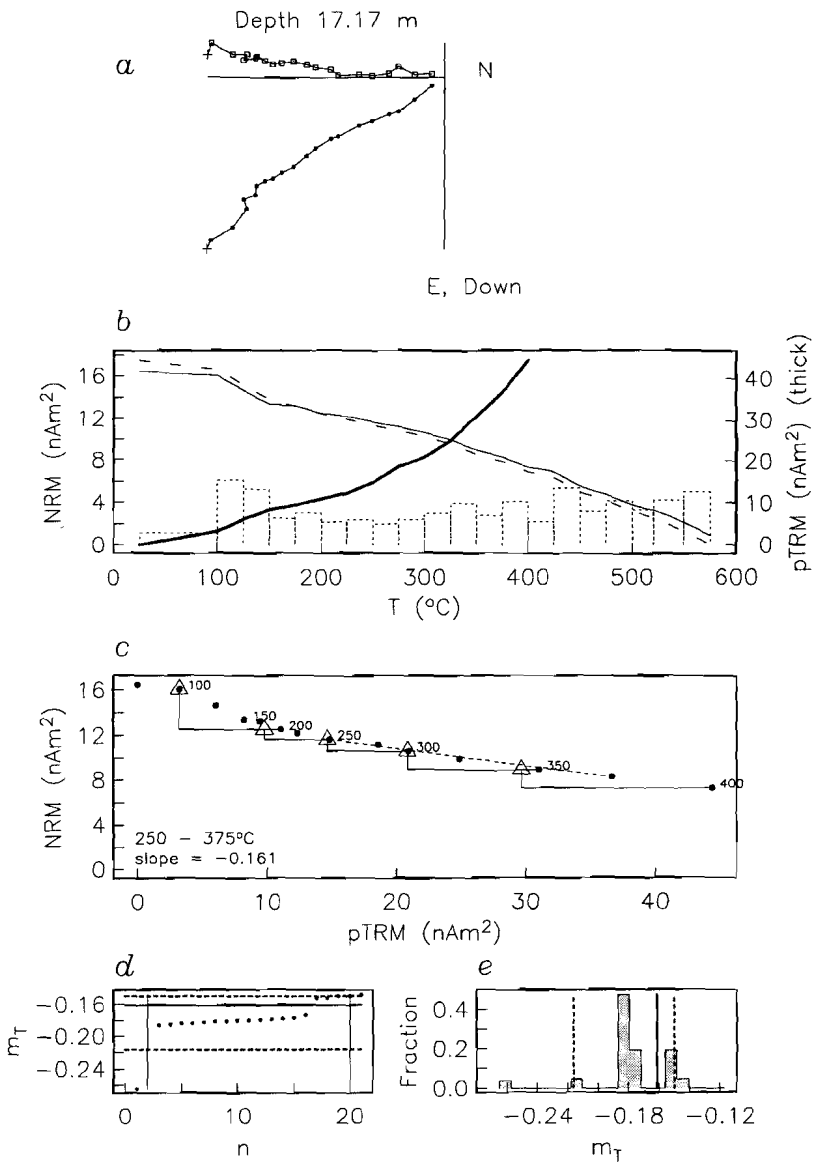 Depth 17.17 m
a
N
E, Down
b
NRM (nAm²)
16
12
8
4
0
40
30
20
10
0
pTRM (nAm²) (thick)
0 100 200 300 400 500 600
T (°C)
c
NRM (nAm²)
16
12
8
4
0
100
150
200
250
300
350
400
250 – 375°C
slope = −0.161
0 10 20 30 40
pTRM (nAm²)
d
m_T
−0.16
−0.20
−0.24
0 10 20
n
e
Fraction
0.4
0.2
0.0
−0.24 −0.18 −0.12
m_T